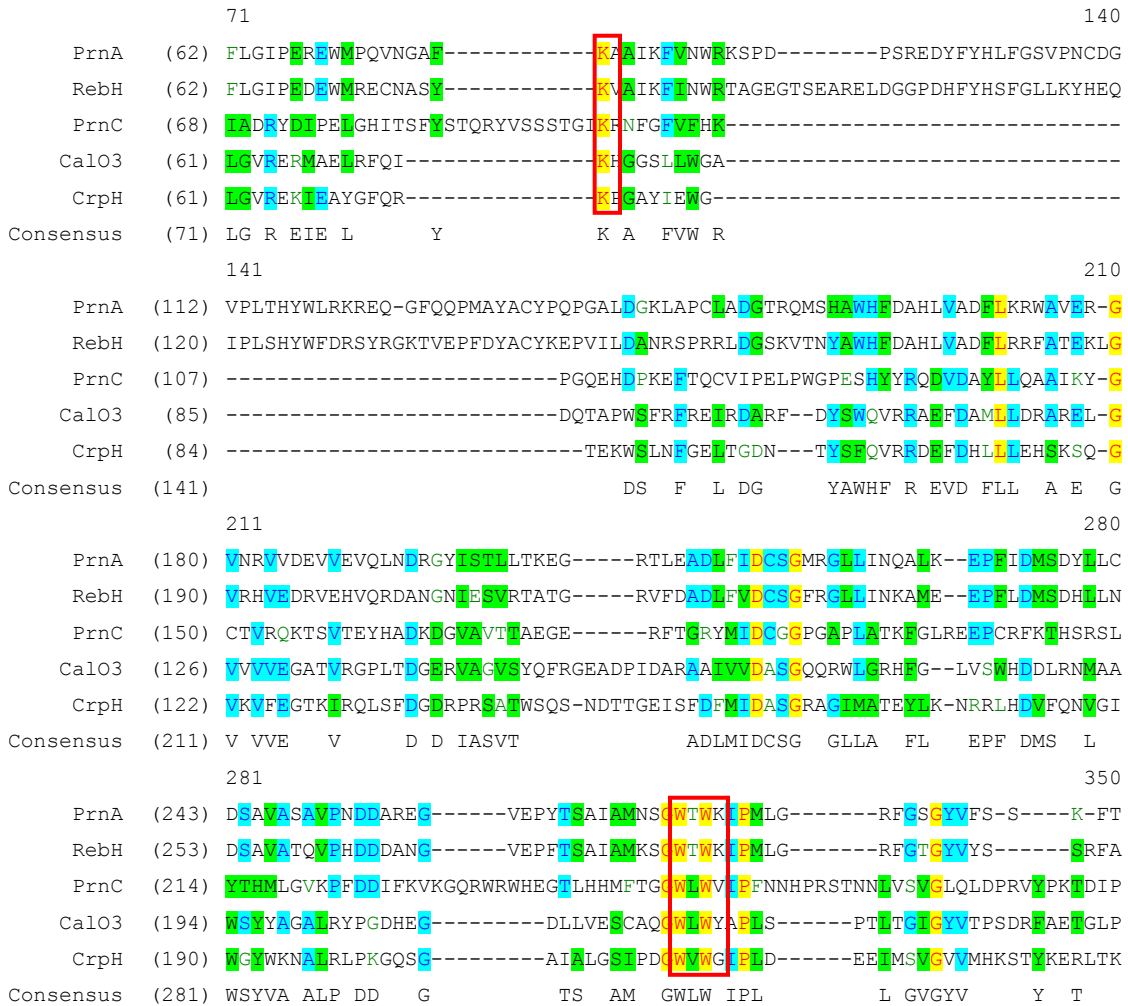 71 140
PrnA (62) FLGIPEREWMPQVNGAF------------KAAIKFVNWRKSPD--------PSREDYFYHLFGSVPNCDG
RebH (62) FLGIPEDEWMRECNASY------------KVAIKFINWRTAGEGTSEARELDGGPDHFYHSFGLLKYHEQ
PrnC (68) IADRYDIPELGHITSFYSTQRYVSSSTGIKRNFGFVFHK-------------------------------
CalO3 (61) LGVRERMAELRFQI---------------KHGGSLLWGA-------------------------------
CrpH (61) LGVREKIEAYGFQR---------------KPGAYIEWG--------------------------------
Consensus (71) LG R EIE L Y K A FVW R
141 210
PrnA (112) VPLTHYWLRKREQ-GFQQPMAYACYPQPGALDGKLAPCLADGTRQMSHAWHFDAHLVADFLKRWAVER-G
RebH (120) IPLSHYWFDRSYRGKTVEPFDYACYKEPVILDANRSPRRLDGSKVTNYAWHFDAHLVADFLRRFATEKLG
PrnC (107) --------------------------PGQEHDPKEFTQCVIPELPWGPESHYYRQDVDAYLLQAAIKY-G
CalO3 (85) --------------------------DQTAPWSFRFREIRDARF--DYSWQVRRAEFDAMLLDRAREL-G
CrpH (84) ----------------------------TEKWSLNFGELTGDN---TYSFQVRRDEFDHLLLEHSKSQ-G
Consensus (141) DS F L DG YAWHF R EVD FLL A E G
211 280
PrnA (180) VNRVVDEVVEVQLNDRGYISTLLTKEG-----RTLEADLFIDCSGMRGLLINQALK--EPFIDMSDYLLC
RebH (190) VRHVEDRVEHVQRDANGNIESVRTATG-----RVFDADLFVDCSGFRGLLINKAME--EPFLDMSDHLLN
PrnC (150) CTVRQKTSVTEYHADKDGVAVTTAEGE-----RFTGRYMIDCGGPGAPLATKFGLREEPCRFKTHSRSL
CalO3 (126) VVVVEGATVRGPLTDGERVAGVSYQFRGEADPIDARAAIVVDASGQQRWLGRHFG--LVSWHDDLRNMAA
CrpH (122) VKVFEGTKIRQLSFDGDRPRSATWSQS-NDTTGEISFDFMIDASGRAGIMATEYLK-NRRLHDVFQNVGI
Consensus (211) V VVE V D D IASVT ADLMIDCSG GLLA FL EPF DMS L
281 350
PrnA (243) DSAVASAVPNDDAREG------VEPYTSAIAMNSGWTWKIPMLG------RFGSGYVFS-S-----K-FT
RebH (253) DSAVATQVPHDDDANG------VEPFTSAIAMKSGWTWKIPMLG------RFGTGYVYS-------SRFA
PrnC (214) YTHMLGVKPFDDIFKVKGQRWRWHEGTLHHMFTGGWLWVIPFNNHPRSTNNLVSVGLQLDPRVYPKTDIP
CalO3 (194) WSYYAGALRYPGDHEG------DLLVESCAQGWLWYAPLS------PTLTGIGYVTPSDRFAETGLP
CrpH (190) WGYWKNALRLPKGQSG------AIALGSIPDGWVWGIPLD------EEIMSVGVVMHKSTYKERLTK
Consensus (281) WSYVA ALP DD G TS AM GWLW IPL L GVGYV Y T